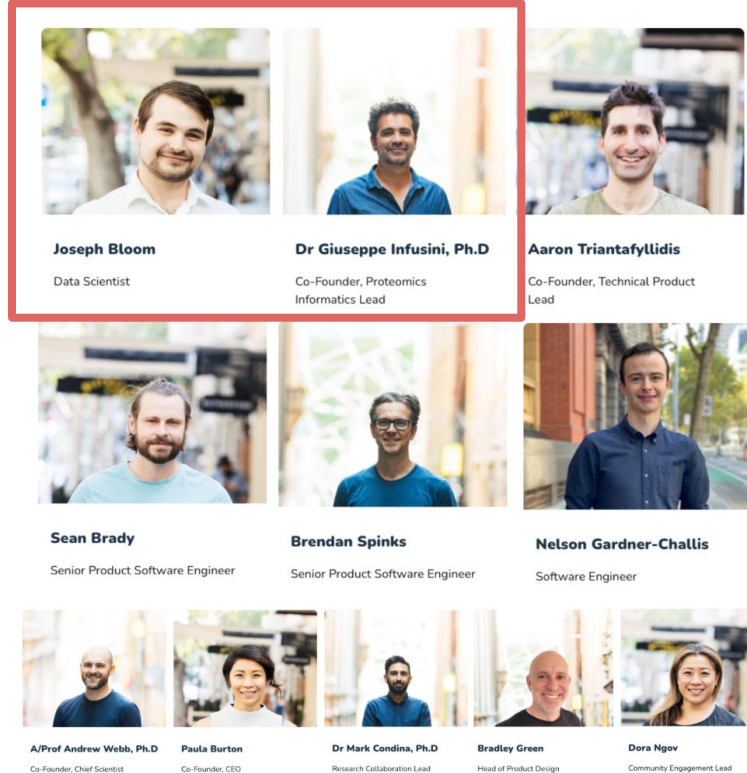 Joseph Bloom
Data Scientist
Dr Giuseppe Infusini, Ph.D
Co-Founder, Proteomics
Informatics Lead
Aaron Triantafyllidis
Co-Founder, Technical Product
Lead
Sean Brady
Senior Product Software Engineer
Brendan Spinks
Senior Product Software Engineer
Nelson Gardner-Challis
Software Engineer
A/Prof Andrew Webb, Ph.D
Co-Founder, Chief Scientist
Paula Burton
Co-Founder, CEO
Dr Mark Condina, Ph.D
Research Collaboration Lead
Bradley Green
Head of Product Design
Dora Ngov
Community Engagement Lead